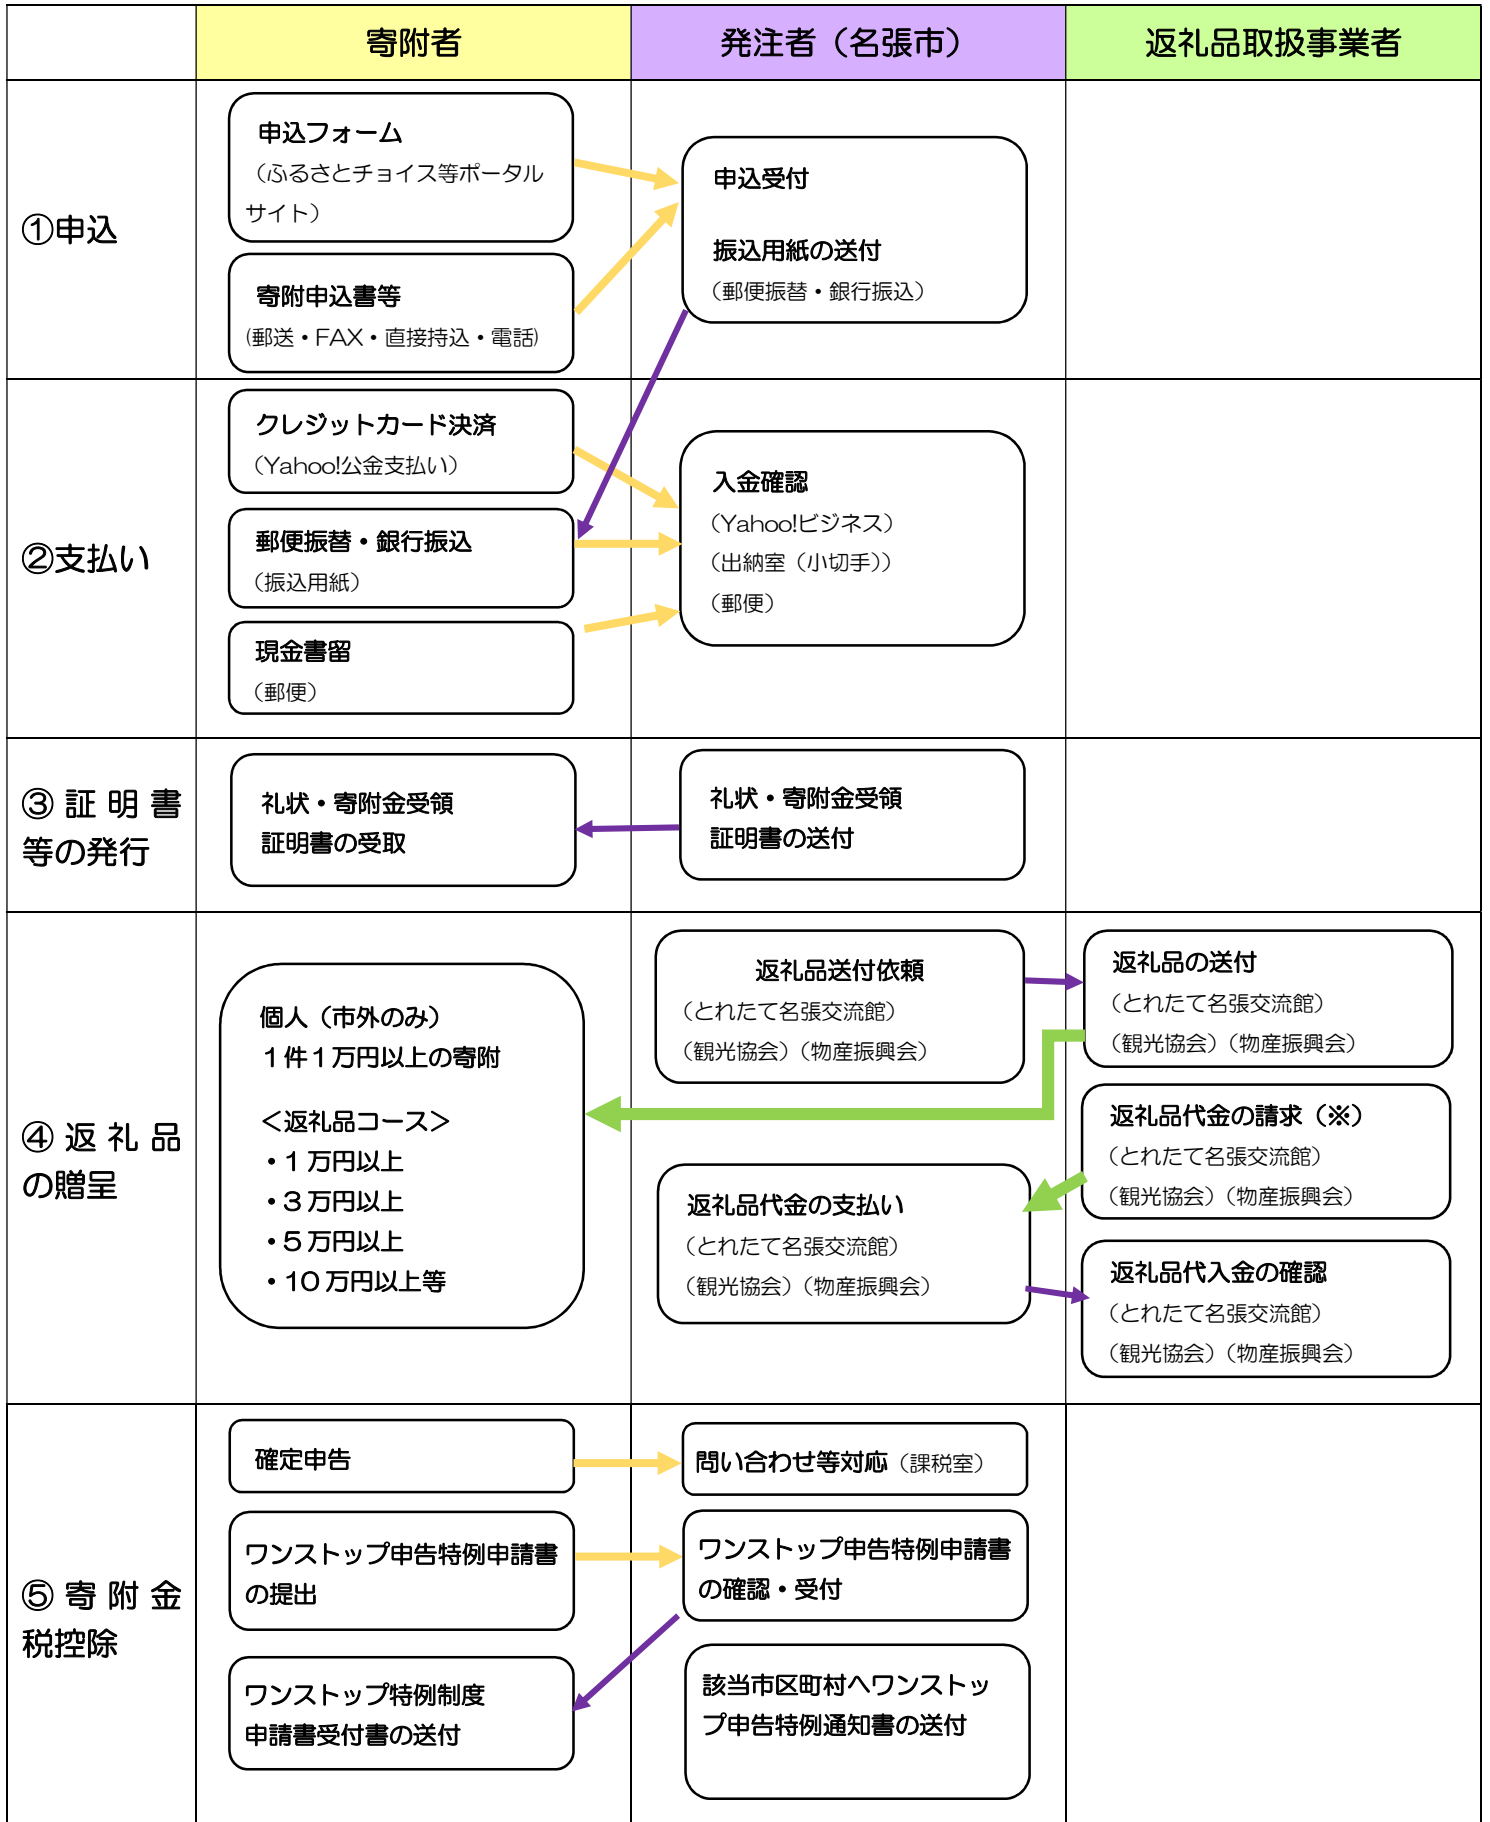 寄附者
発注者（名張市）
返礼品取扱事業者
①申込
申込フォーム
（ふるさとチョイス等ポータル
サイト）
寄附申込書等
(郵送・FAX・直接持込・電話)
申込受付
振込用紙の送付
（郵便振替・銀行振込）
②支払い
クレジットカード決済
（Yahoo!公金支払い）
郵便振替・銀行振込
（振込用紙）
現金書留
（郵便）
入金確認
（Yahoo!ビジネス）
（出納室（小切手））
（郵便）
③証明書
等の発行
礼状・寄附金受領
証明書の受取
礼状・寄附金受領
証明書の送付
④返礼品
の贈呈
個人（市外のみ）
１件１万円以上の寄附
＜返礼品コース＞
・１万円以上
・３万円以上
・５万円以上
・10万円以上等
返礼品送付依頼
（とれたて名張交流館）
（観光協会）（物産振興会）
返礼品代金の支払い
（とれたて名張交流館）
（観光協会）（物産振興会）
返礼品の送付
（とれたて名張交流館）
（観光協会）（物産振興会）
返礼品代金の請求（※）
（とれたて名張交流館）
（観光協会）（物産振興会）
返礼品代入金の確認
（とれたて名張交流館）
（観光協会）（物産振興会）
⑤寄附金
税控除
確定申告
ワンストップ申告特例申請書
の提出
ワンストップ特例制度
申請書受付書の送付
問い合わせ等対応（課税室）
ワンストップ申告特例申請書
の確認・受付
該当市区町村へワンストッ
プ申告特例通知書の送付